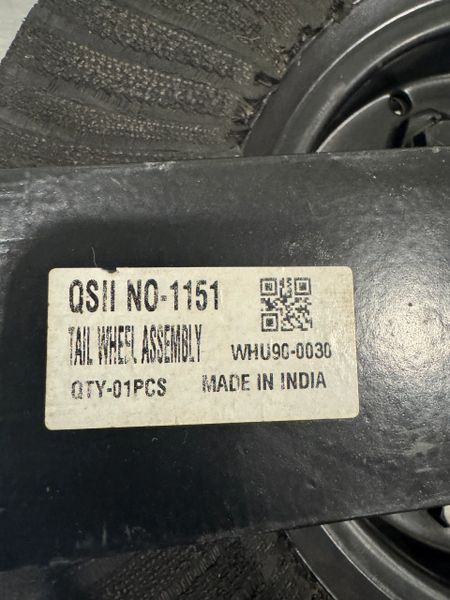 QSII NO-1151
TAIL WHEEL ASSEMBLY WHU90-0030
QTY-01PCS MADE IN INDIA